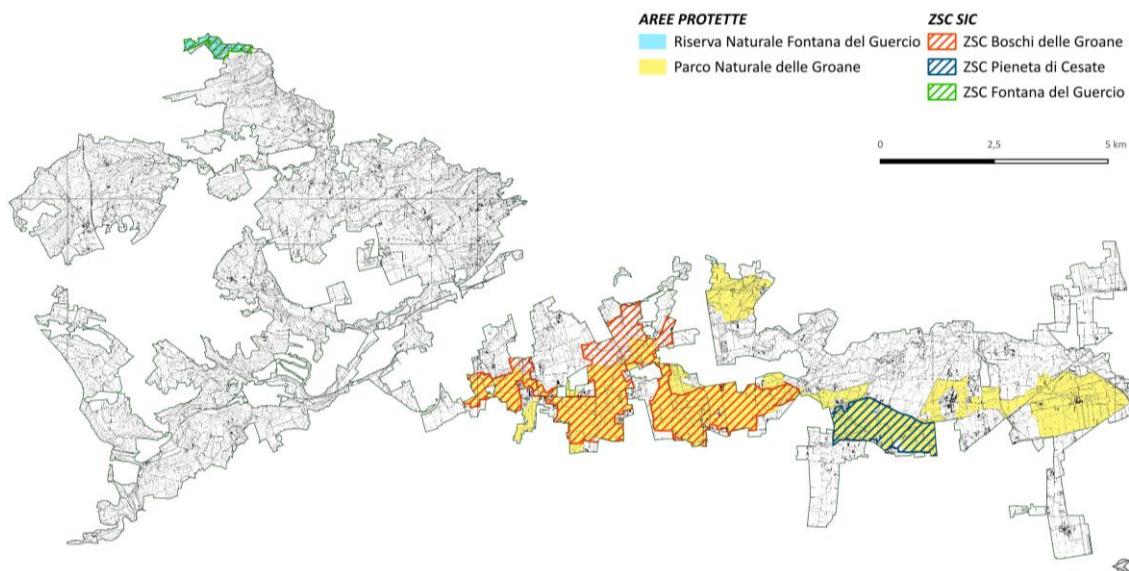 AREE PROTETTE
Riserva Naturale Fontana del Guercio
Parco Naturale delle Groane
ZSC SIC
ZSC Boschi delle Groane
ZSC Pieneta di Cesate
ZSC Fontana del Guercio
0 2,5 5 km